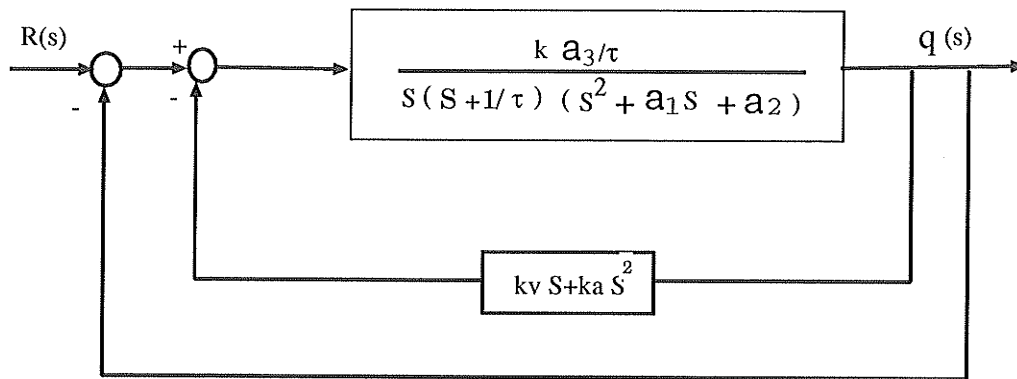 R(s)
+
-
-
k a₃/τ
S(S+1/τ) (S² + a₁S + a₂)
q (s)
kv S+ka S²